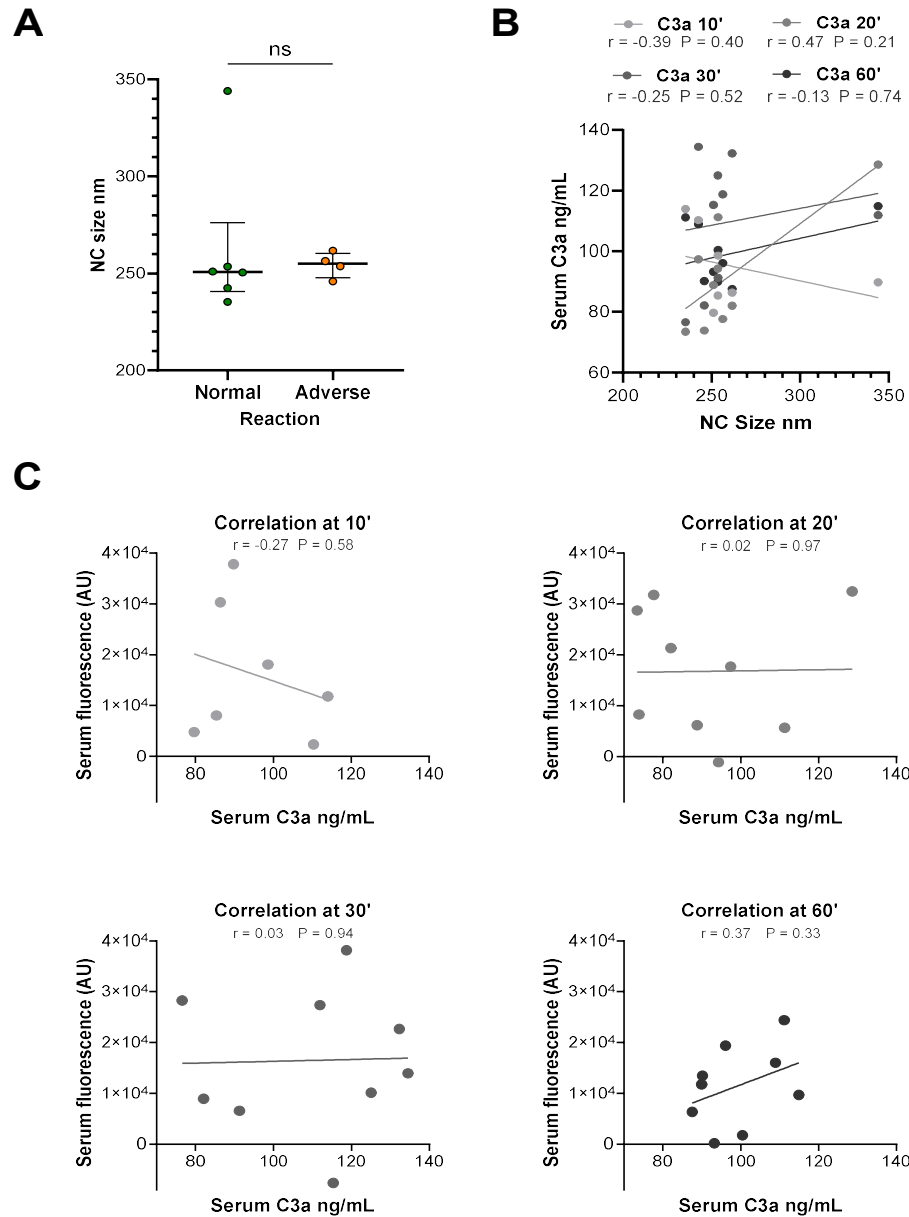 A
ns
350
300
250
200
NC size nm
Normal Adverse
Reaction
B
C3a 10' C3a 20'
r = -0.39 P = 0.40 r = 0.47 P = 0.21
C3a 30' C3a 60'
r = -0.25 P = 0.52 r = -0.13 P = 0.74
140
120
100
80
60
Serum C3a ng/mL
200 250 300 350
NC Size nm
C
Correlation at 10'
r = -0.27 P = 0.58
4×10⁴
3×10⁴
2×10⁴
1×10⁴
0
Serum fluorescence (AU)
80 100 120 140
Serum C3a ng/mL
Correlation at 20'
r = 0.02 P = 0.97
4×10⁴
3×10⁴
2×10⁴
1×10⁴
0
Serum fluorescence (AU)
80 100 120 140
Serum C3a ng/mL
Correlation at 30'
r = 0.03 P = 0.94
4×10⁴
3×10⁴
2×10⁴
1×10⁴
0
Serum fluorescence (AU)
80 100 120 140
Serum C3a ng/mL
Correlation at 60'
r = 0.37 P = 0.33
4×10⁴
3×10⁴
2×10⁴
1×10⁴
0
Serum fluorescence (AU)
80 100 120 140
Serum C3a ng/mL